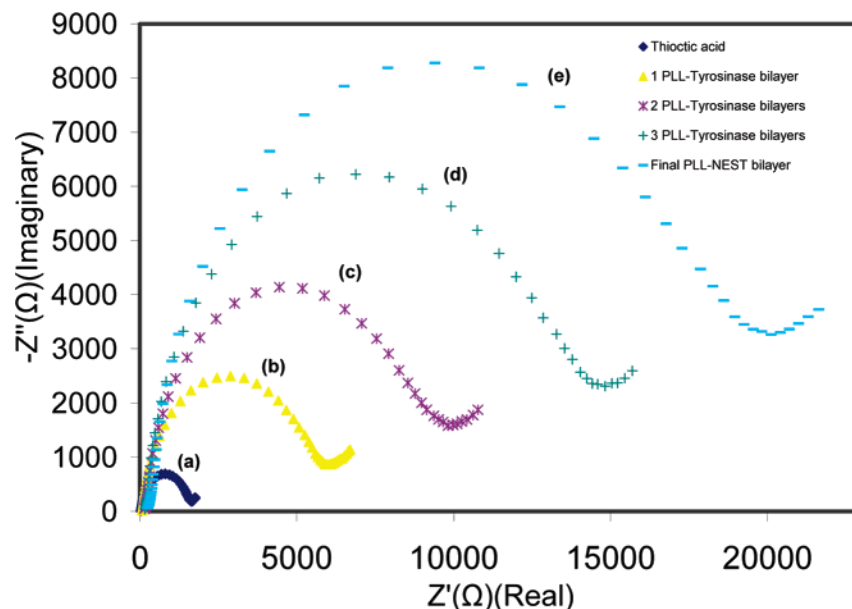 9000
8000
7000
6000
5000
4000
3000
2000
1000
0
-Z"(Ω)(Imaginary)
Thioctic acid
1 PLL-Tyrosinase bilayer
2 PLL-Tyrosinase bilayers
3 PLL-Tyrosinase bilayers
Final PLL-NEST bilayer
(e)
(d)
(c)
(b)
(a)
0 5000 10000 15000 20000
Z'(Ω)(Real)